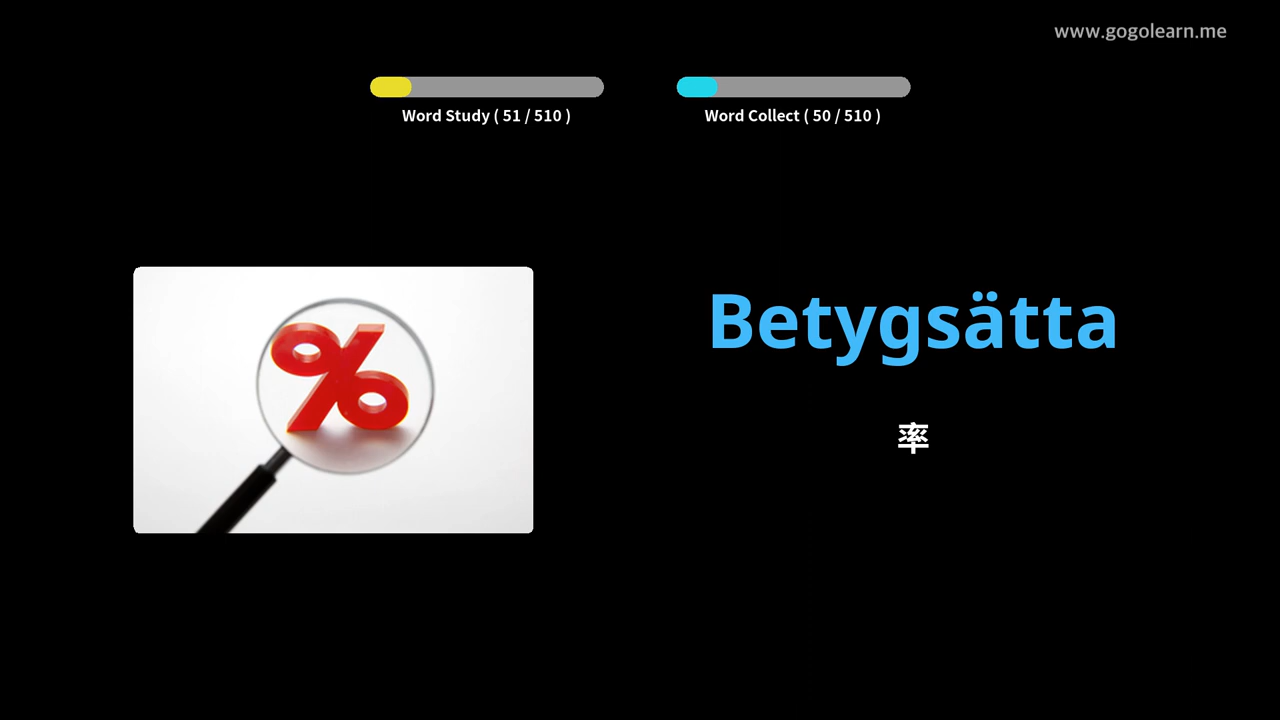 www.gogolearn.me
Word Study ( 51 / 510 )
Word Collect ( 50 / 510 )
%
Betygsätta
率